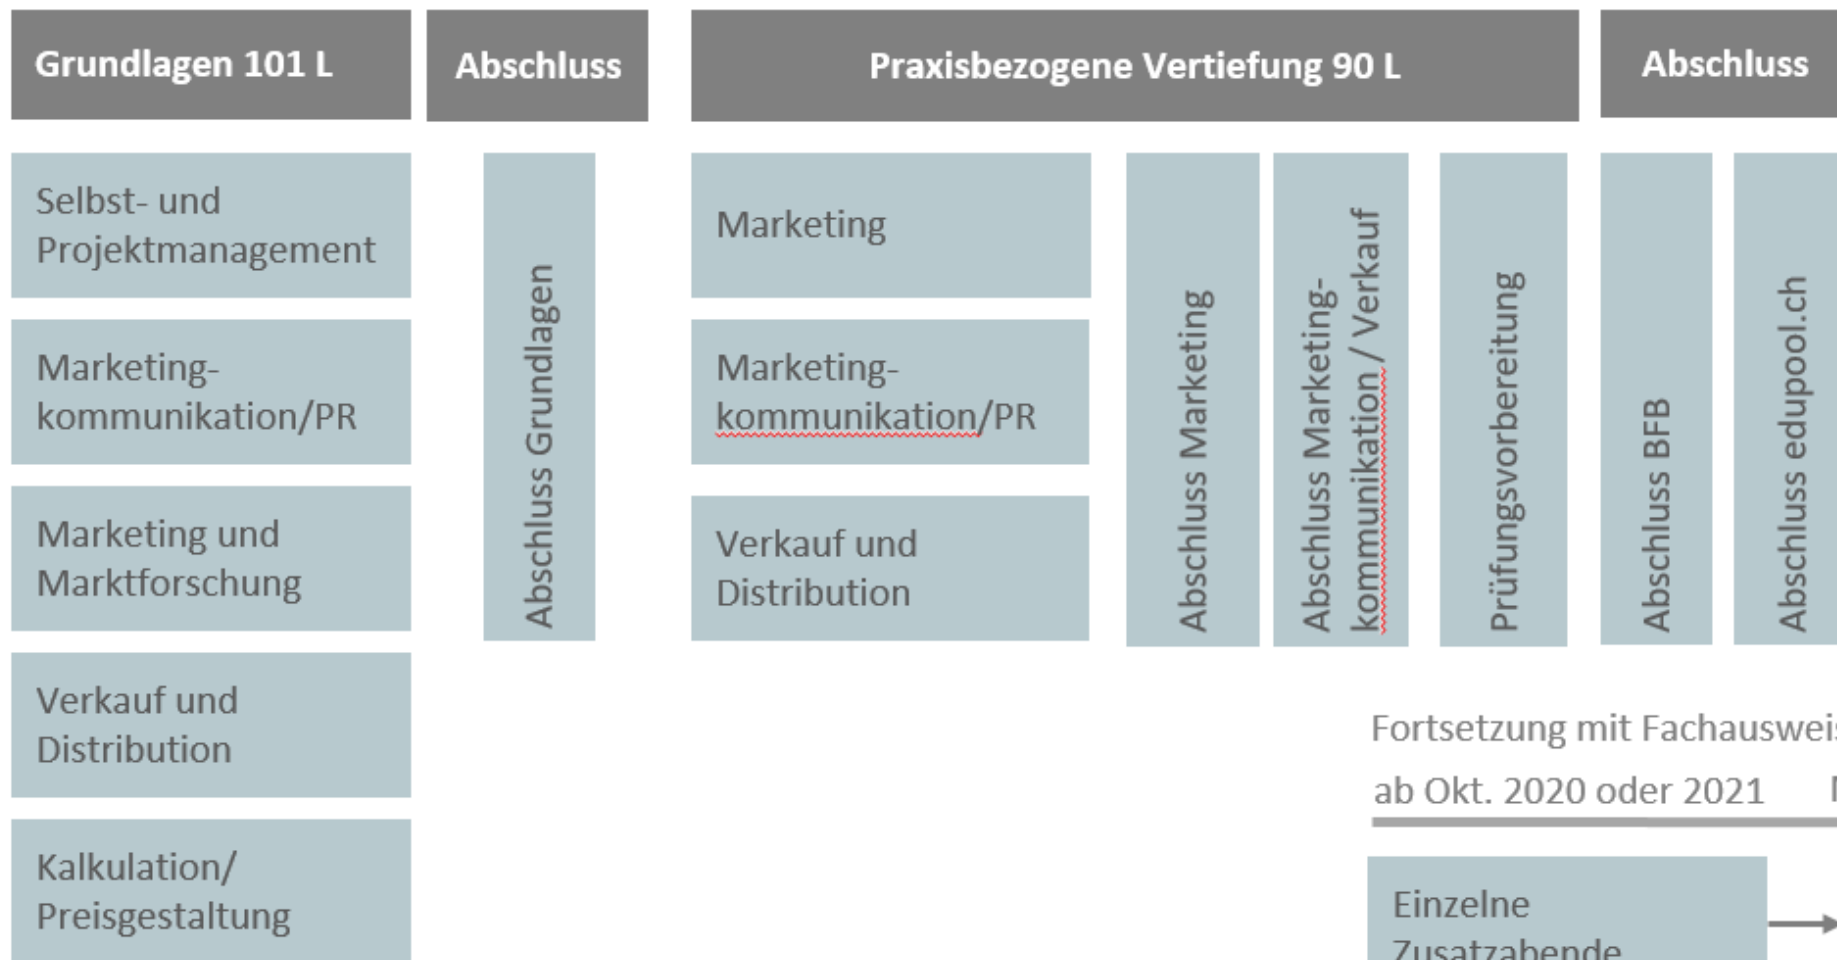 Grundlagen 101 L
Abschluss
Praxisbezogene Vertiefung 90 L
Abschluss
Selbst- und
Projektmanagement
Marketing-
kommunikation/PR
Marketing und
Marktforschung
Verkauf und
Distribution
Kalkulation/
Preisgestaltung
Abschluss Grundlagen
Marketing
Marketing-
kommunikation/PR
Verkauf und
Distribution
Abschluss Marketing
Abschluss Marketing-
kommunikation / Verkauf
Prüfungsvorbereitung
Abschluss BFB
Abschluss edupool.ch
Fortsetzung mit Fachausweis
ab Okt. 2020 oder 2021
Einzelne
Zusatzabende